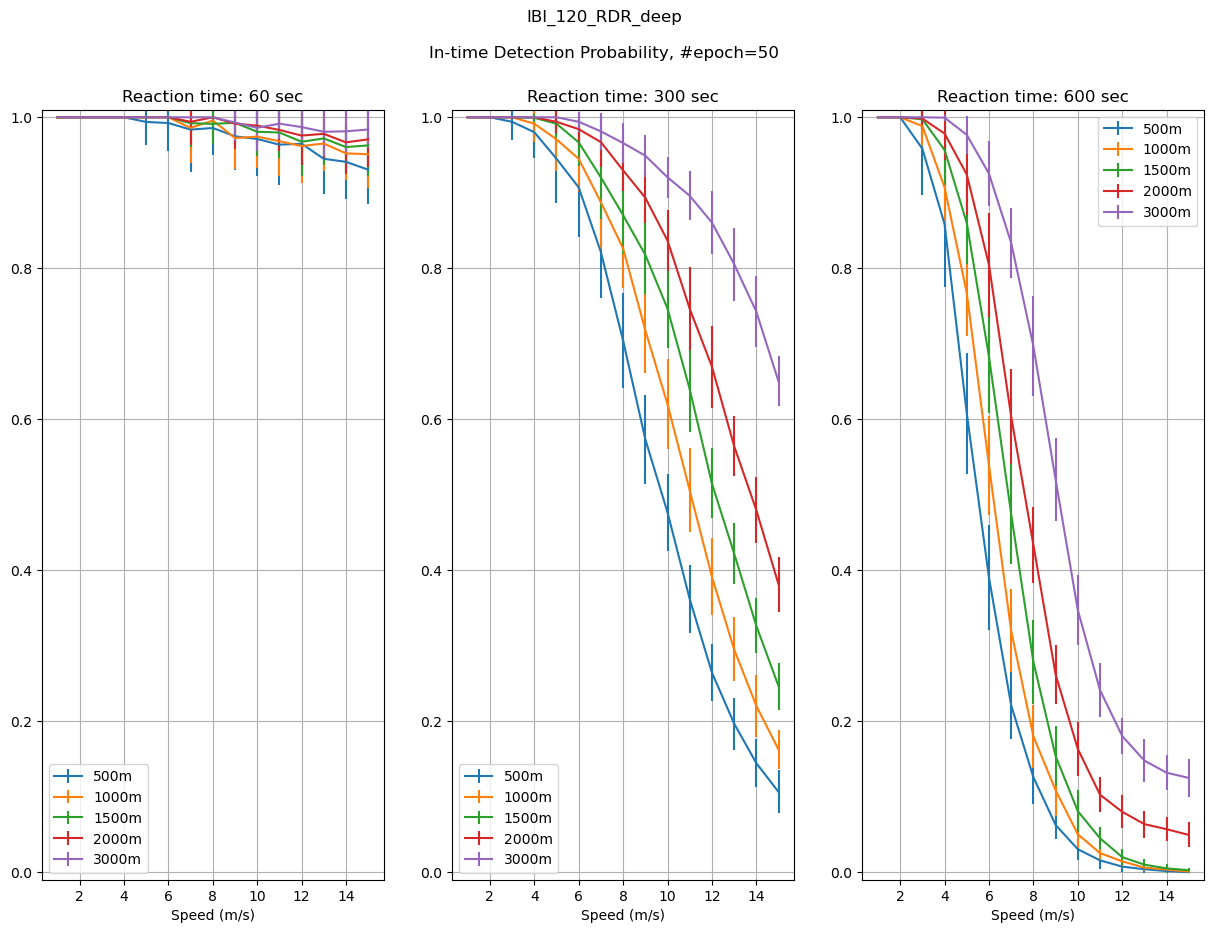 IBI_120_RDR_deep
In-time Detection Probability, #epoch=50
Reaction time: 60 sec
1.0
0.8
0.6
0.4
0.2
0.0
2 4 6 8 10 12 14
Speed (m/s)
500m
1000m
1500m
2000m
3000m
Reaction time: 300 sec
1.0
0.8
0.6
0.4
0.2
0.0
2 4 6 8 10 12 14
Speed (m/s)
500m
1000m
1500m
2000m
3000m
Reaction time: 600 sec
1.0
0.8
0.6
0.4
0.2
0.0
2 4 6 8 10 12 14
Speed (m/s)
500m
1000m
1500m
2000m
3000m